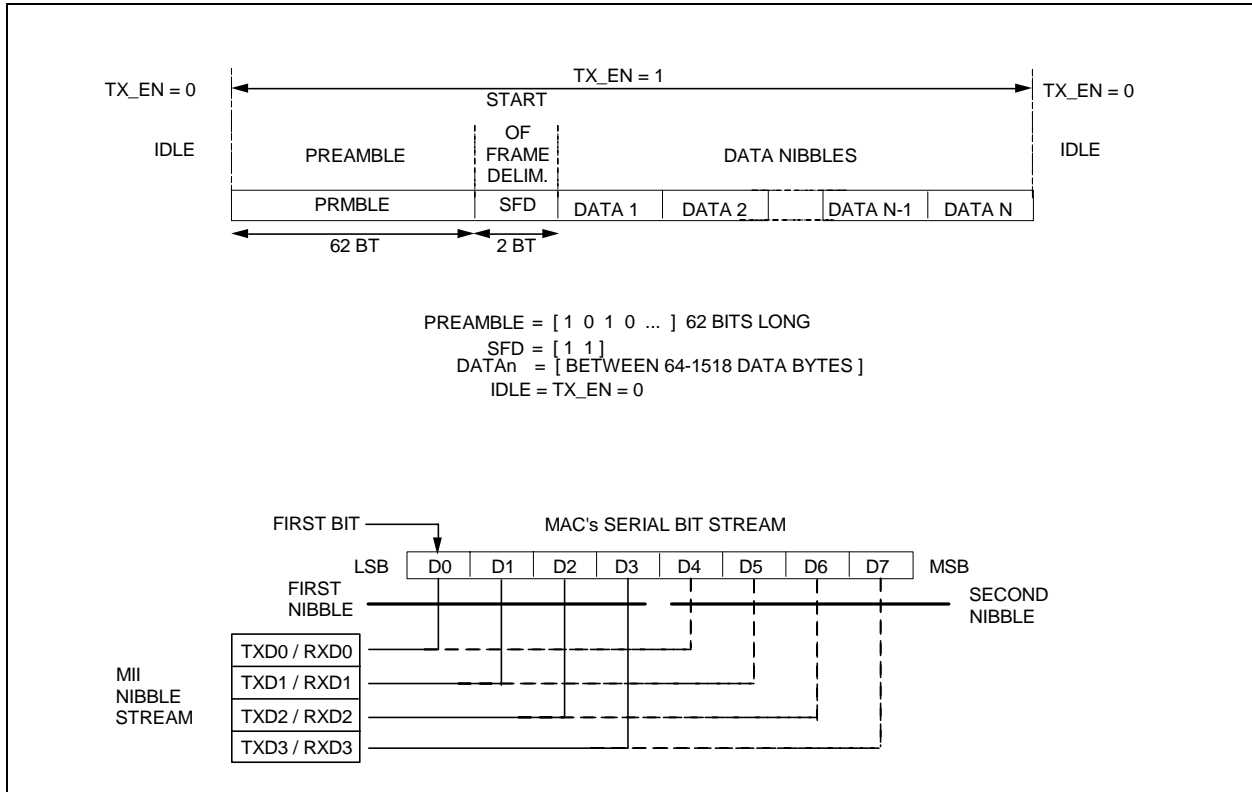 TX_EN = 1
TX_EN = 0
TX_EN = 0
START
OF
FRAME
DELIM.
IDLE
PREAMBLE
DATA NIBBLES
IDLE
PRMBLE
SFD
DATA 1
DATA 2
DATA N-1
DATA N
62 BT
2 BT
PREAMBLE = [ 1 0 1 0 ... ] 62 BITS LONG
SFD = [ 1 1 ]
DATAn = [ BETWEEN 64-1518 DATA BYTES ]
IDLE = TX_EN = 0
FIRST BIT
MAC's SERIAL BIT STREAM
LSB
D0
D1
D2
D3
D4
D5
D6
D7
MSB
FIRST
NIBBLE
SECOND
NIBBLE
MII
NIBBLE
STREAM
TXD0 / RXD0
TXD1 / RXD1
TXD2 / RXD2
TXD3 / RXD3